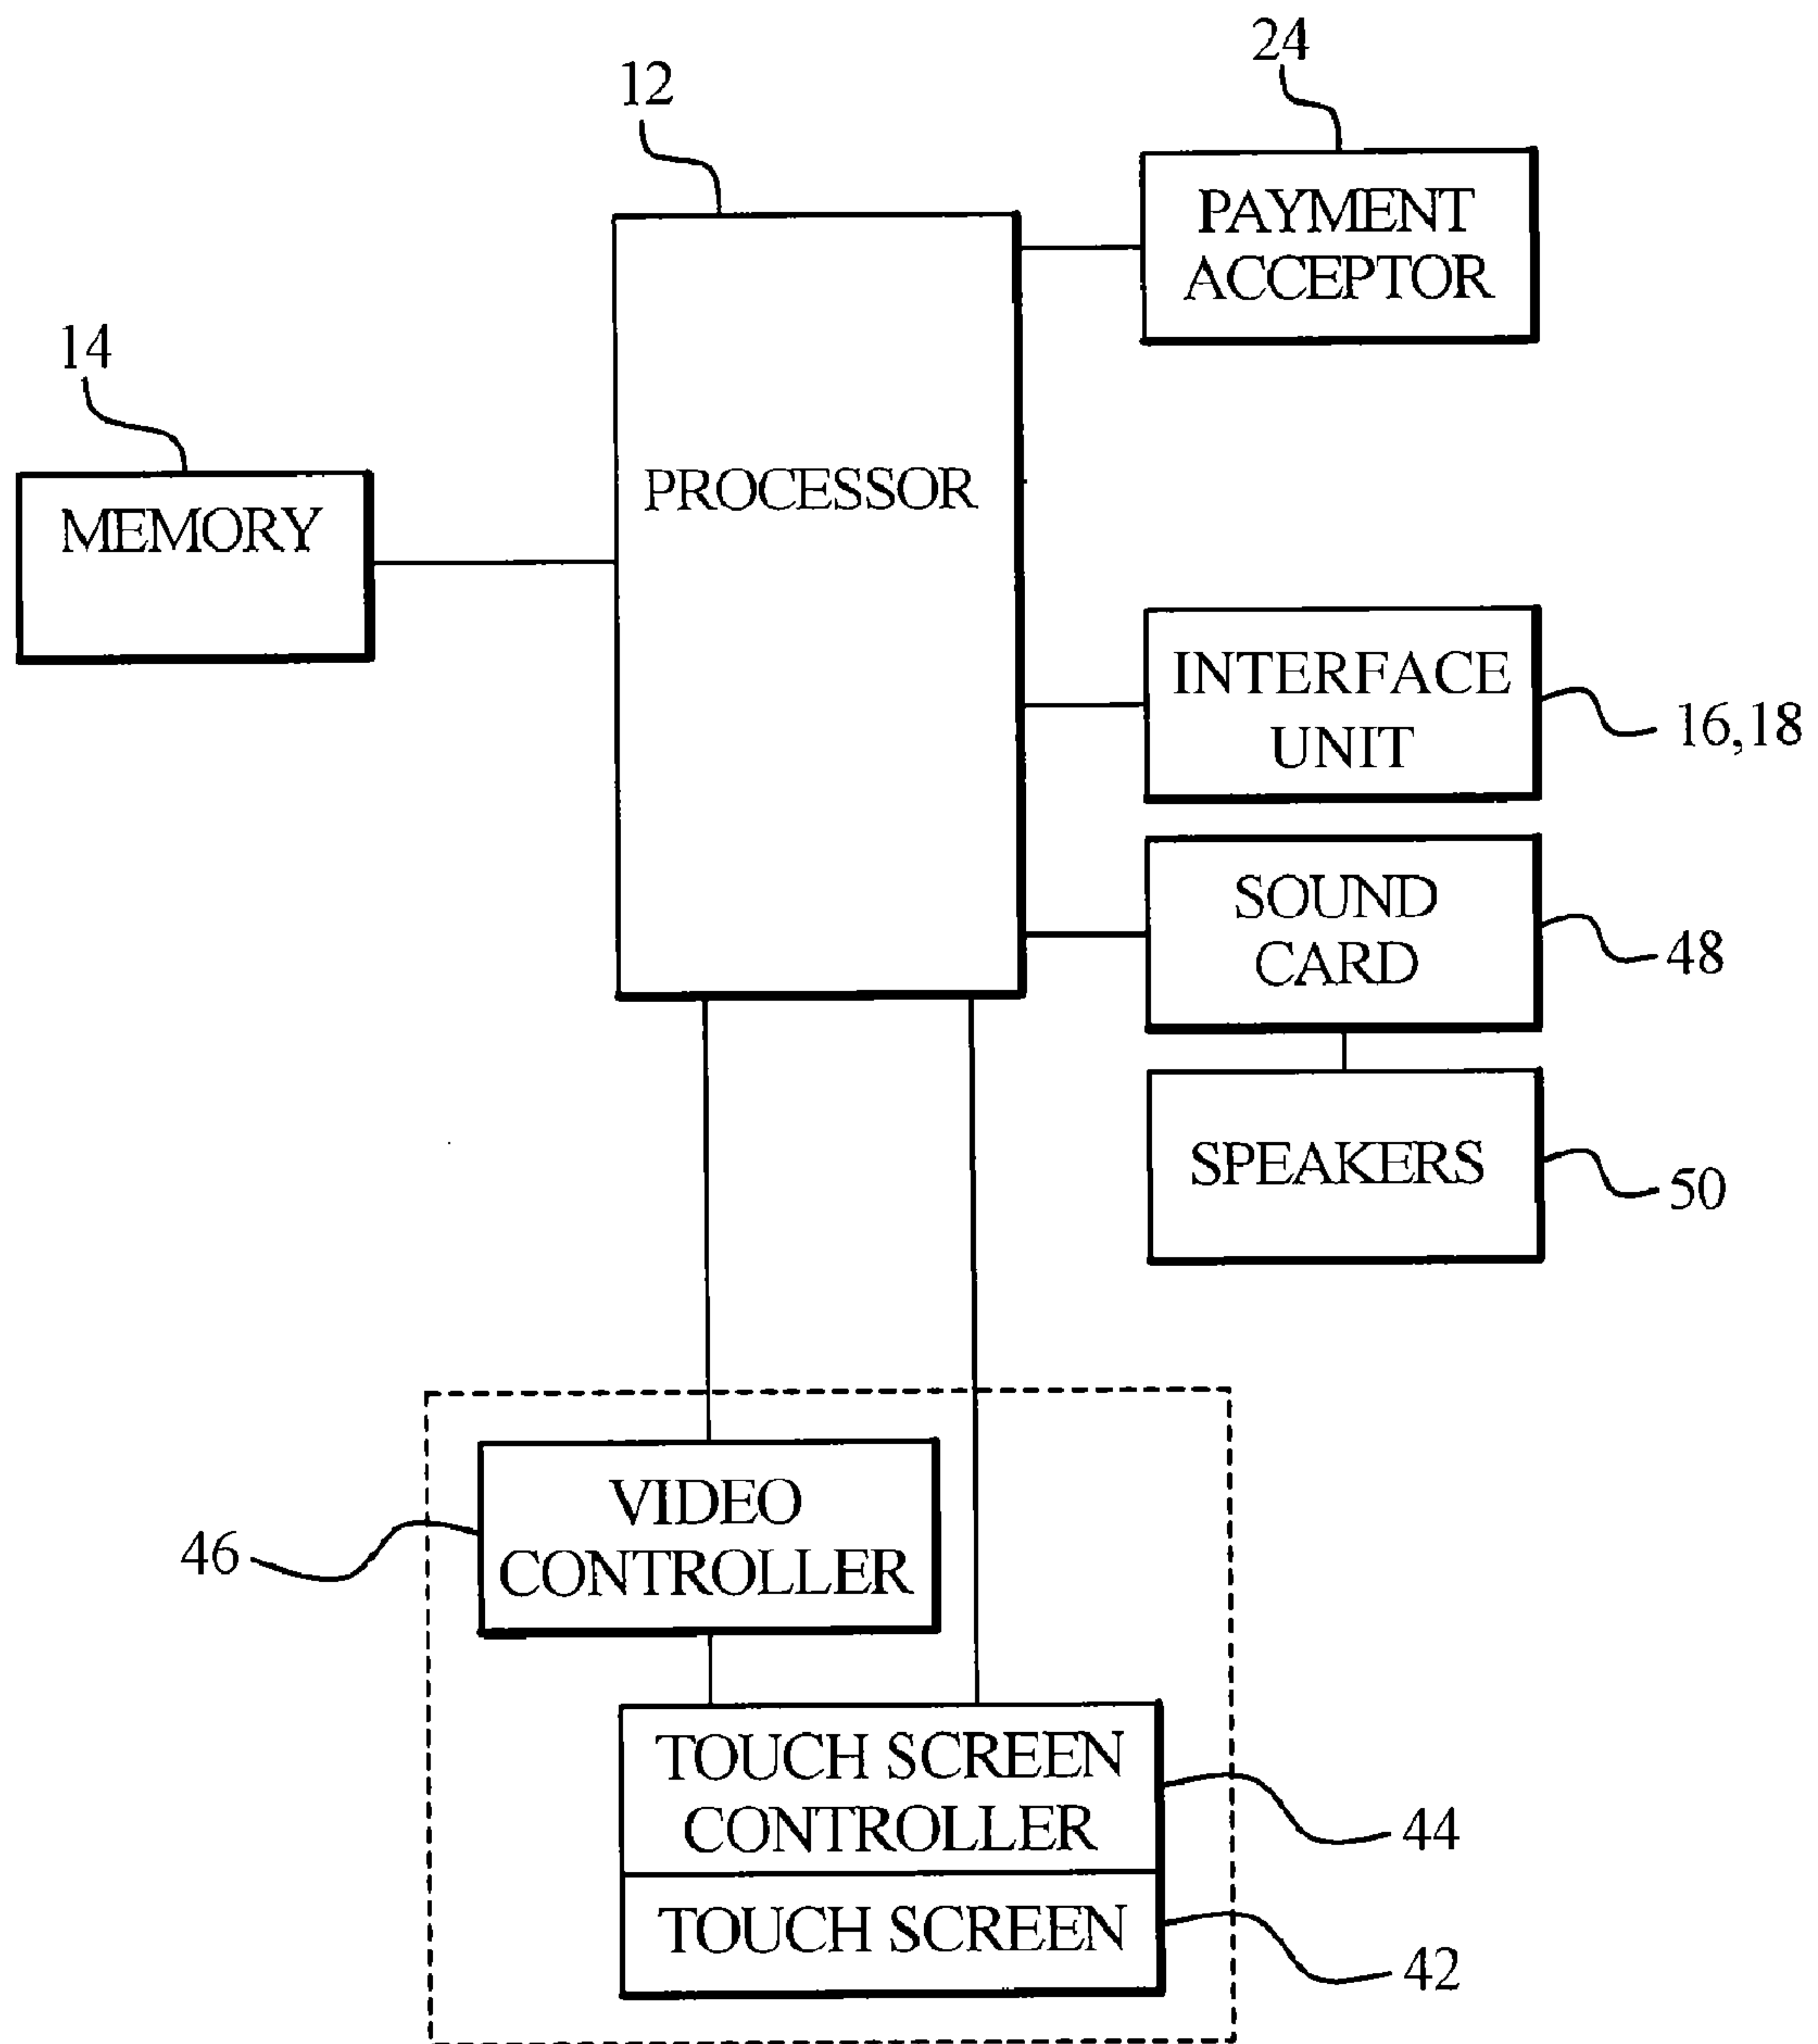 24
12
PAYMENT
ACCEPTOR
14
PROCESSOR
MEMORY
INTERFACE
UNIT
16,18
SOUND
CARD
48
SPEAKERS
50
VIDEO
CONTROLLER
46
TOUCH SCREEN
CONTROLLER
44
TOUCH SCREEN
42